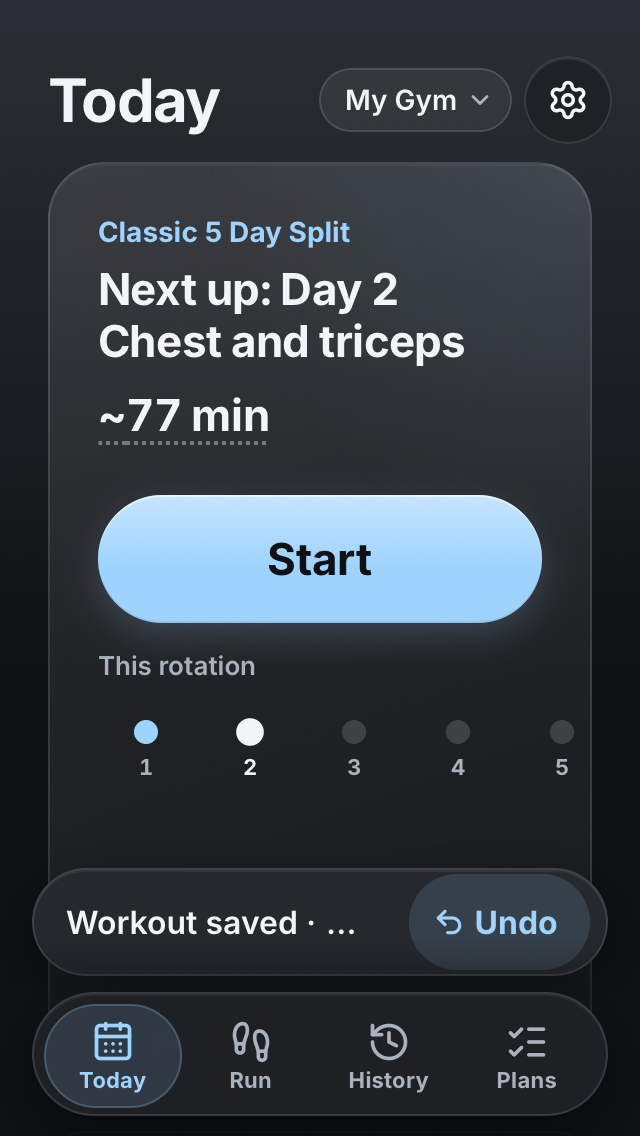 Today
My Gym
Classic 5 Day Split
Next up: Day 2
Chest and triceps
~77 min
Start
This rotation
1 2 3 4 5
Workout saved · ...
Undo
Today Run History Plans